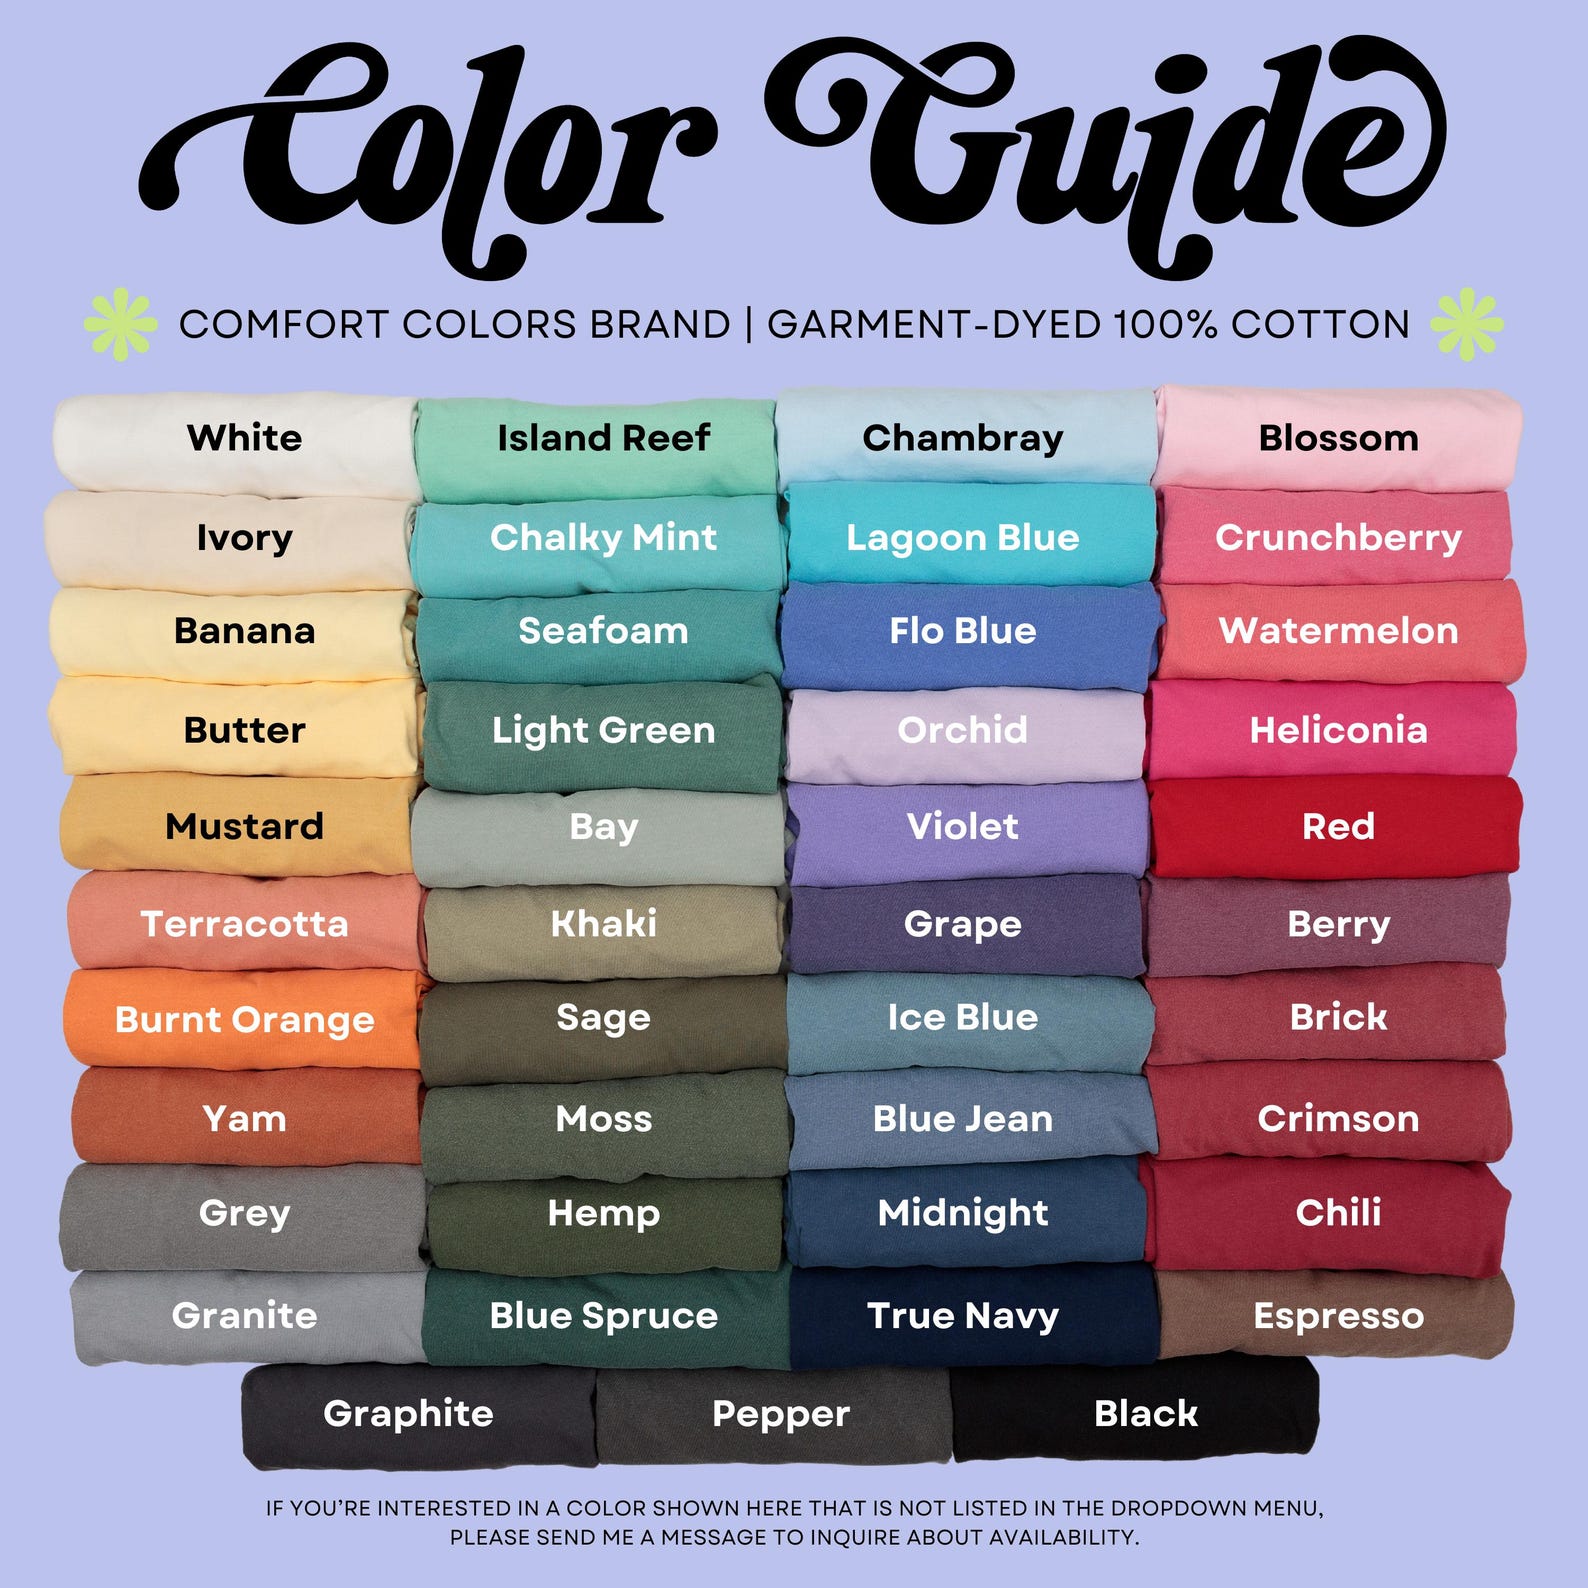 Color Guide
COMFORT COLORS BRAND | GARMENT-DYED 100% COTTON
White
Island Reef
Chambray
Blossom
Ivory
Chalky Mint
Lagoon Blue
Crunchberry
Banana
Seafoam
Flo Blue
Watermelon
Butter
Light Green
Orchid
Heliconia
Mustard
Bay
Violet
Red
Terracotta
Khaki
Grape
Berry
Burnt Orange
Sage
Ice Blue
Brick
Yam
Moss
Blue Jean
Crimson
Grey
Hemp
Midnight
Chili
Granite
Blue Spruce
True Navy
Espresso
Graphite
Pepper
Black
IF YOU'RE INTERESTED IN A COLOR SHOWN HERE THAT IS NOT LISTED IN THE DROPDOWN MENU,
PLEASE SEND ME A MESSAGE TO INQUIRE ABOUT AVAILABILITY.